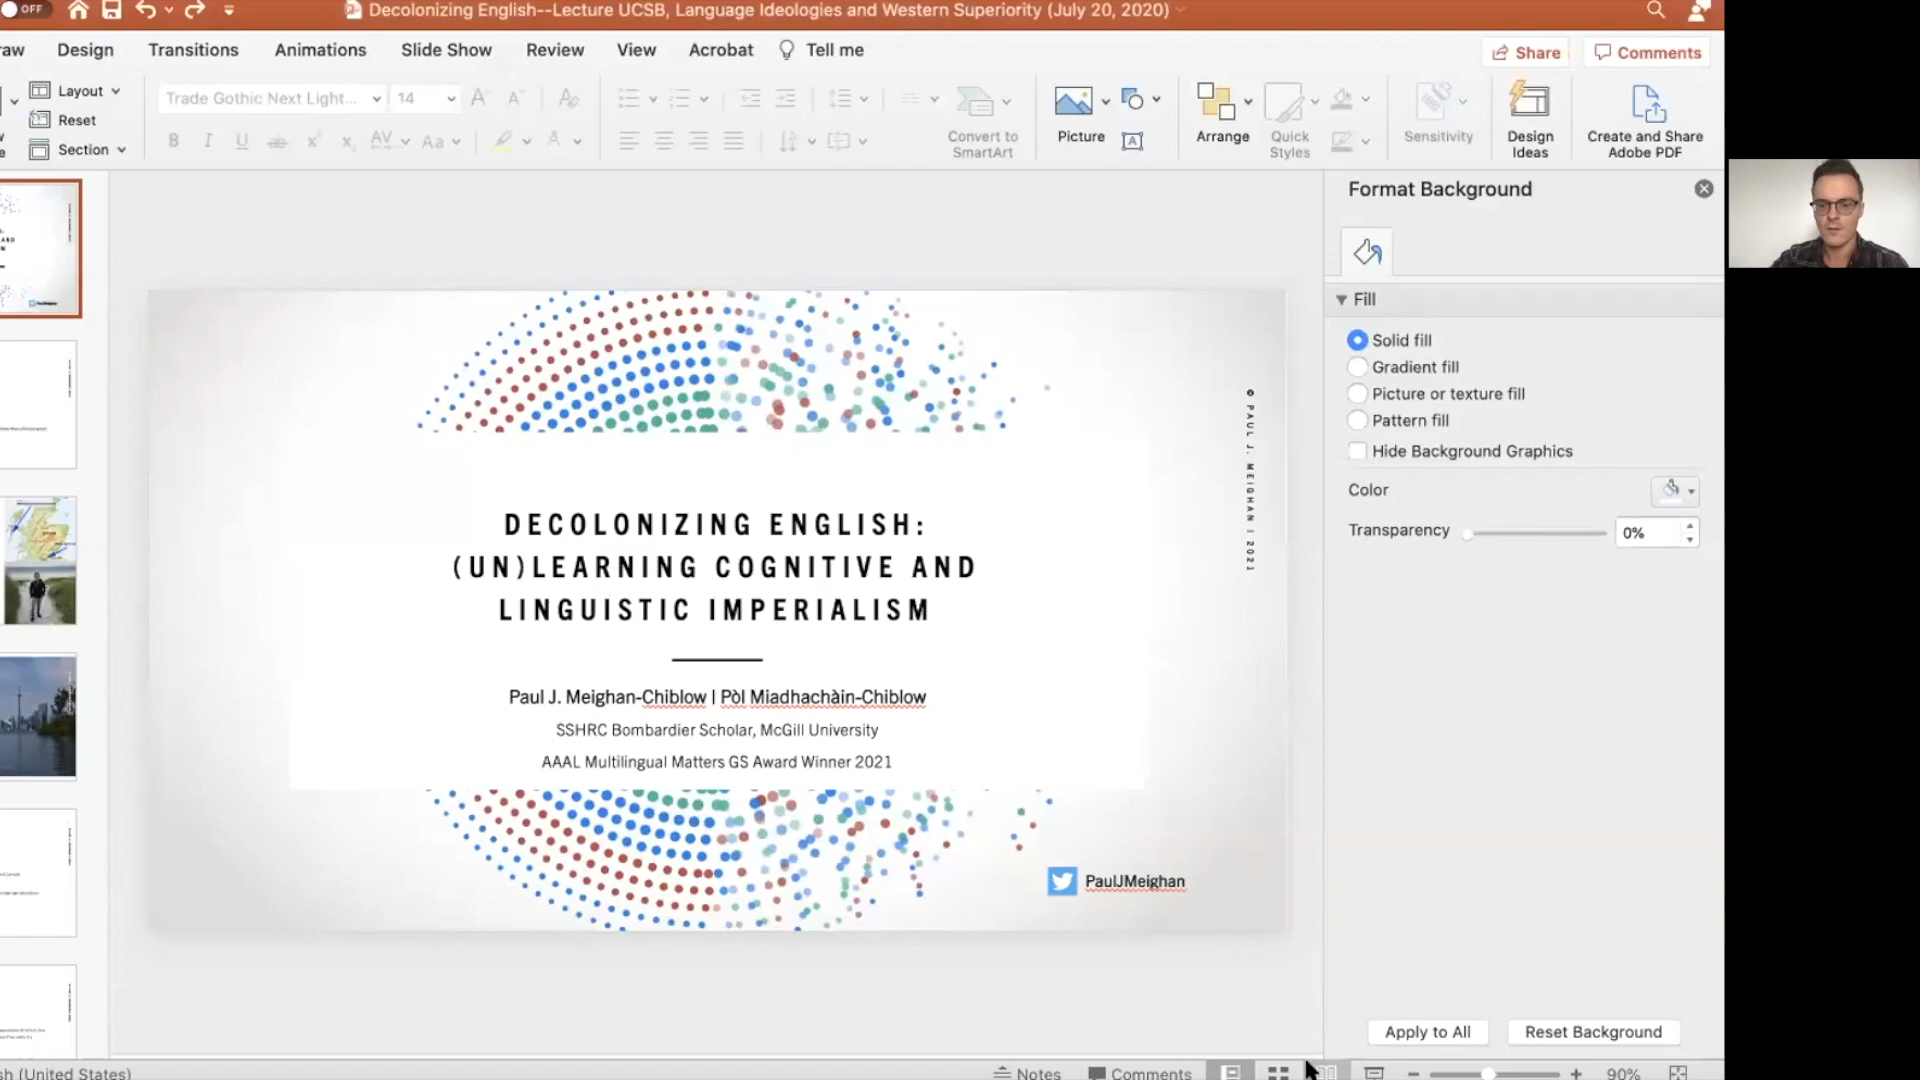 OFF
Decolonizing English--Lecture UCSB, Language Ideologies and Western Superiority (July 20, 2020)
Design Transitions Animations Slide Show Review View Acrobat Tell me
Share Comments
Layout
Reset
Section
Trade Gothic Next Light... 14
Convert to
SmartArt
Picture
Arrange
Quick
Styles
Sensitivity
Design
Ideas
Create and Share
Adobe PDF
DECOLONIZING ENGLISH:
(UN)LEARNING COGNITIVE AND
LINGUISTIC IMPERIALISM
Paul J. Meighan-Chiblow | Pòl Miadhachàin-Chiblow
SSHRC Bombardier Scholar, McGill University
AAAL Multilingual Matters GS Award Winner 2021
PaulJMeighan
© PAUL J. MEIGHAN | 2021
Format Background
Fill
Solid fill
Gradient fill
Picture or texture fill
Pattern fill
Hide Background Graphics
Color
Transparency 0%
Apply to All Reset Background
(United States)
Notes Comments 90%